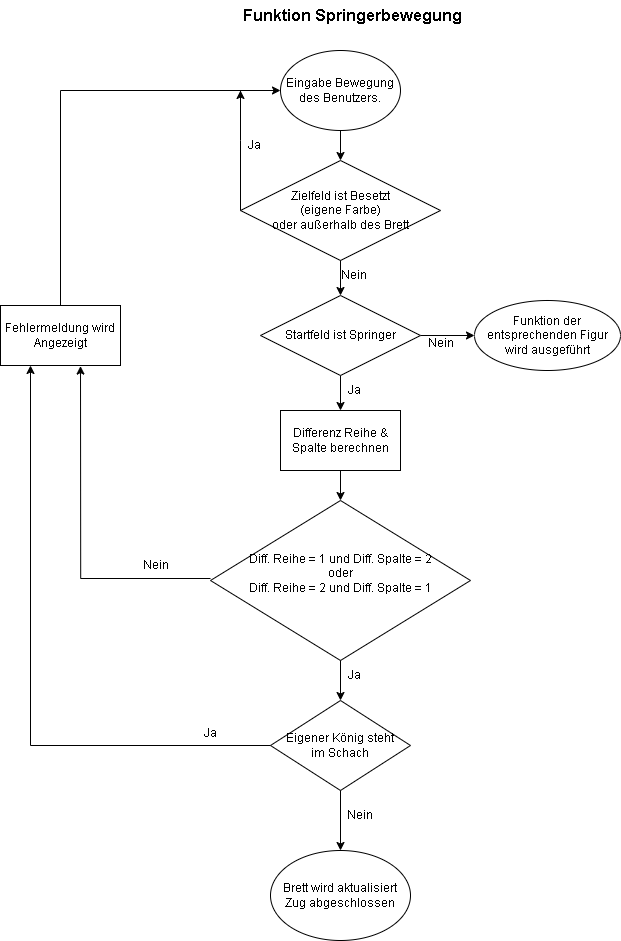 Funktion Springerbewegung
Eingabe Bewegung
des Benutzers.
Ja
Zielfeld ist Besetzt
(eigene Farbe)
oder außerhalb des Brett
Nein
Fehlermeldung wird
Angezeigt
Startfeld ist Springer
Nein
Funktion der
entsprechenden Figur
wird ausgeführt
Ja
Differenz Reihe &
Spalte berechnen
Diff. Reihe = 1 und Diff. Spalte = 2
oder
Diff. Reihe = 2 und Diff. Spalte = 1
Nein
Ja
Eigener König steht
im Schach
Ja
Nein
Brett wird aktualisiert
Zug abgeschlossen